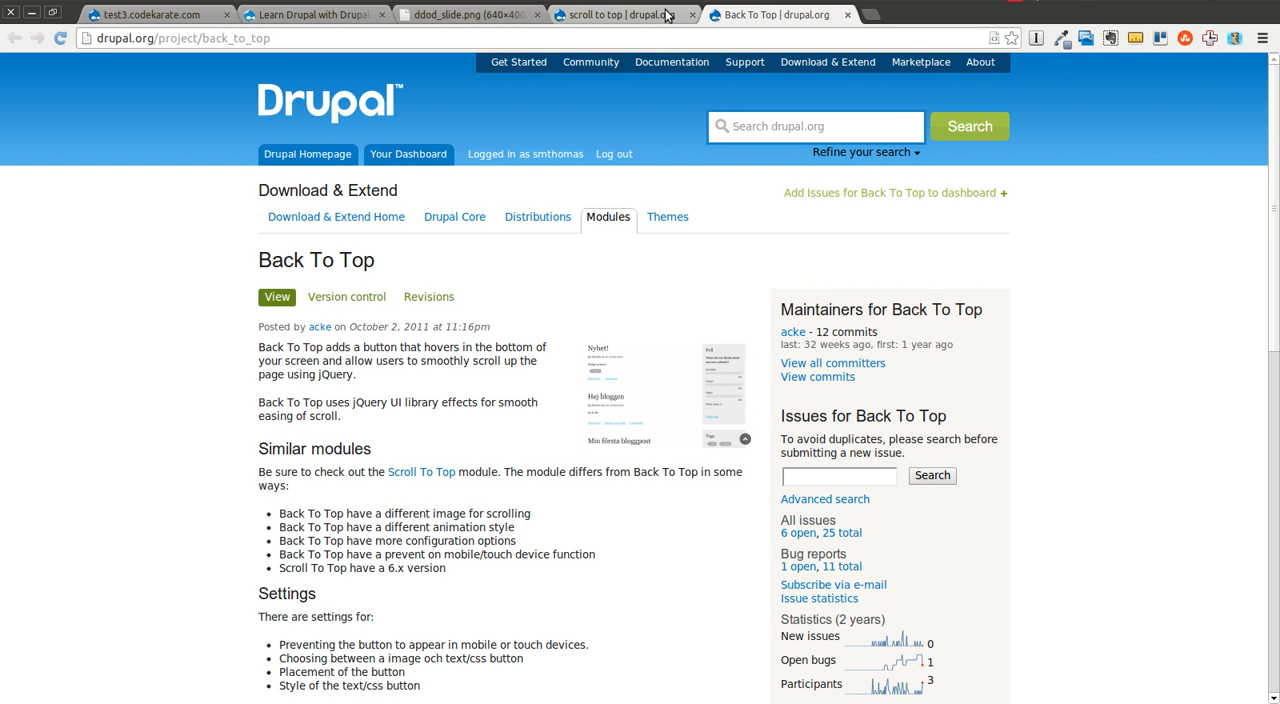 test3.codekarate.com
Learn Drupal with Drupal
ddod_slide.png (640×400
scroll to top | drupal.org
Back To Top | drupal.org
drupal.org/project/back_to_top
Get Started Community Documentation Support Download & Extend Marketplace About
Drupal™
Search drupal.org
Search
Refine your search
Drupal Homepage Your Dashboard Logged in as smthomas Log out
Download & Extend
Add Issues for Back To Top to dashboard +
Download & Extend Home Drupal Core Distributions Modules Themes
Back To Top
View Version control Revisions
Posted by acke on October 2, 2011 at 11:16pm
Back To Top adds a button that hovers in the bottom of
your screen and allow users to smoothly scroll up the
page using jQuery.
Back To Top uses jQuery UI library effects for smooth
easing of scroll.
Nyhet!
Hej bloggen
Min första bloggpost
Poll
Tags
Similar modules
Be sure to check out the Scroll To Top module. The module differs from Back To Top in some
ways:
Back To Top have a different image for scrolling
Back To Top have a different animation style
Back To Top have more configuration options
Back To Top have a prevent on mobile/touch device function
Scroll To Top have a 6.x version
Settings
There are settings for:
Preventing the button to appear in mobile or touch devices.
Choosing between a image och text/css button
Placement of the button
Style of the text/css button
Maintainers for Back To Top
acke - 12 commits
last: 32 weeks ago, first: 1 year ago
View all committers
View commits
Issues for Back To Top
To avoid duplicates, please search before
submitting a new issue.
Search
Advanced search
All issues
6 open, 25 total
Bug reports
1 open, 11 total
Subscribe via e-mail
Issue statistics
Statistics (2 years)
New issues 0
Open bugs 1
Participants 3